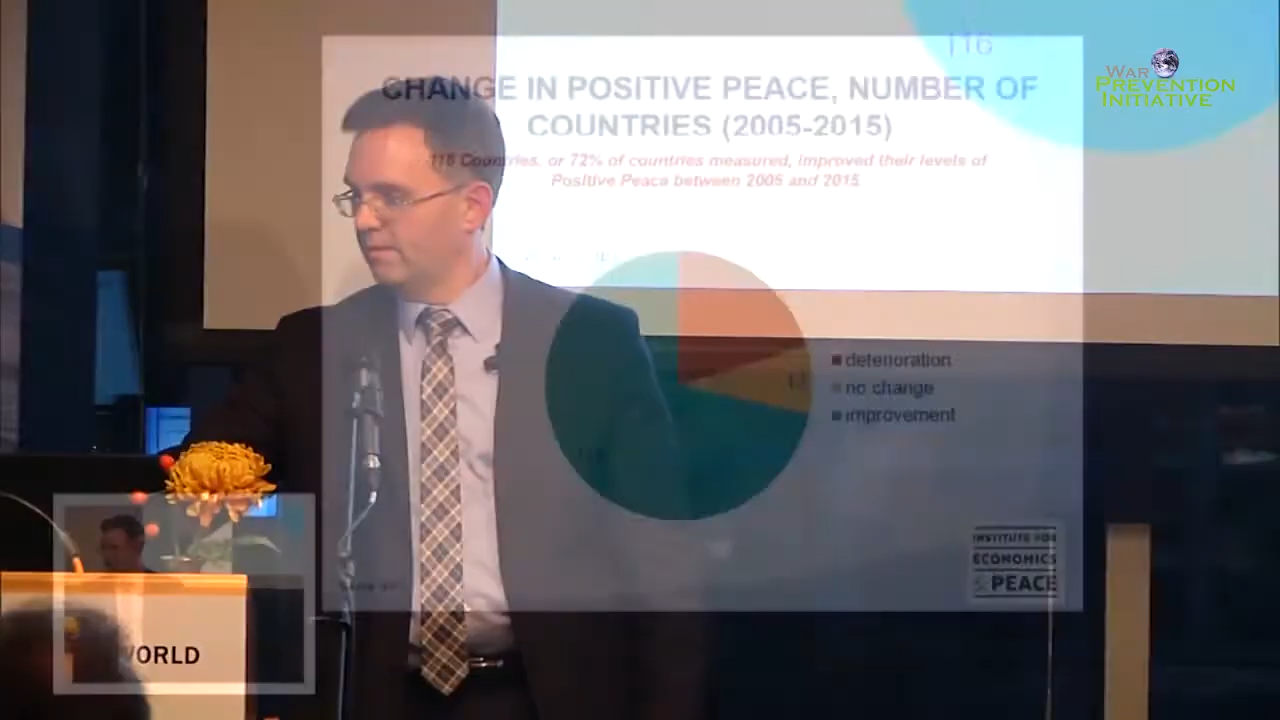 116
WAR
PREVENTION
INITIATIVE
CHANGE IN POSITIVE PEACE, NUMBER OF
COUNTRIES (2005-2015)
116 Countries, or 72% of countries measured, improved their levels of
Positive Peace between 2005 and 2015
deterioration
no change
improvement
INSTITUTE FOR
ECONOMICS
& PEACE
WORLD